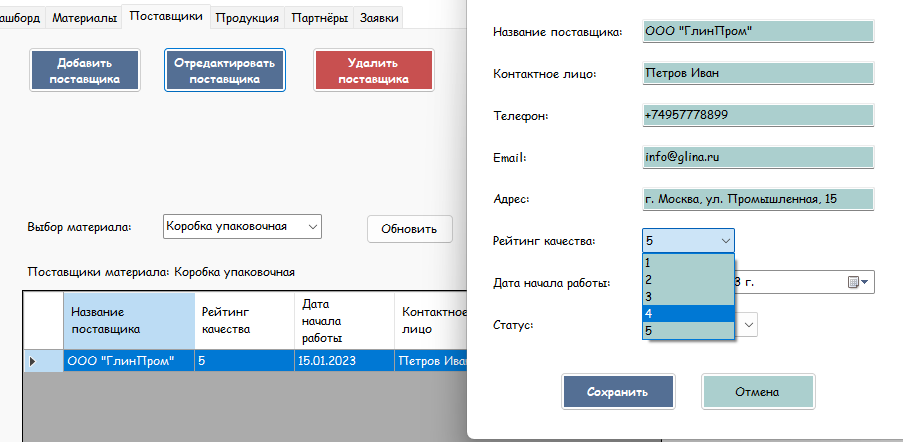 ашборд Материалы Поставщики Продукция Партнёры Заявки
Добавить поставщика
Отредактировать поставщика
Удалить поставщика
Выбор материала: Коробка упаковочная Обновить
Поставщики материала: Коробка упаковочная
Название поставщика
Рейтинг качества
Дата начала работы
Контактное лицо
ООО "ГлинПром" 5 15.01.2023 Петров Ива
Название поставщика: ООО "ГлинПром"
Контактное лицо: Петров Иван
Телефон: +74957778899
Email: info@glina.ru
Адрес: г. Москва, ул. Промышленная, 15
Рейтинг качества: 5
1
2
3
4
5
Дата начала работы: 3 г.
Статус:
Сохранить Отмена